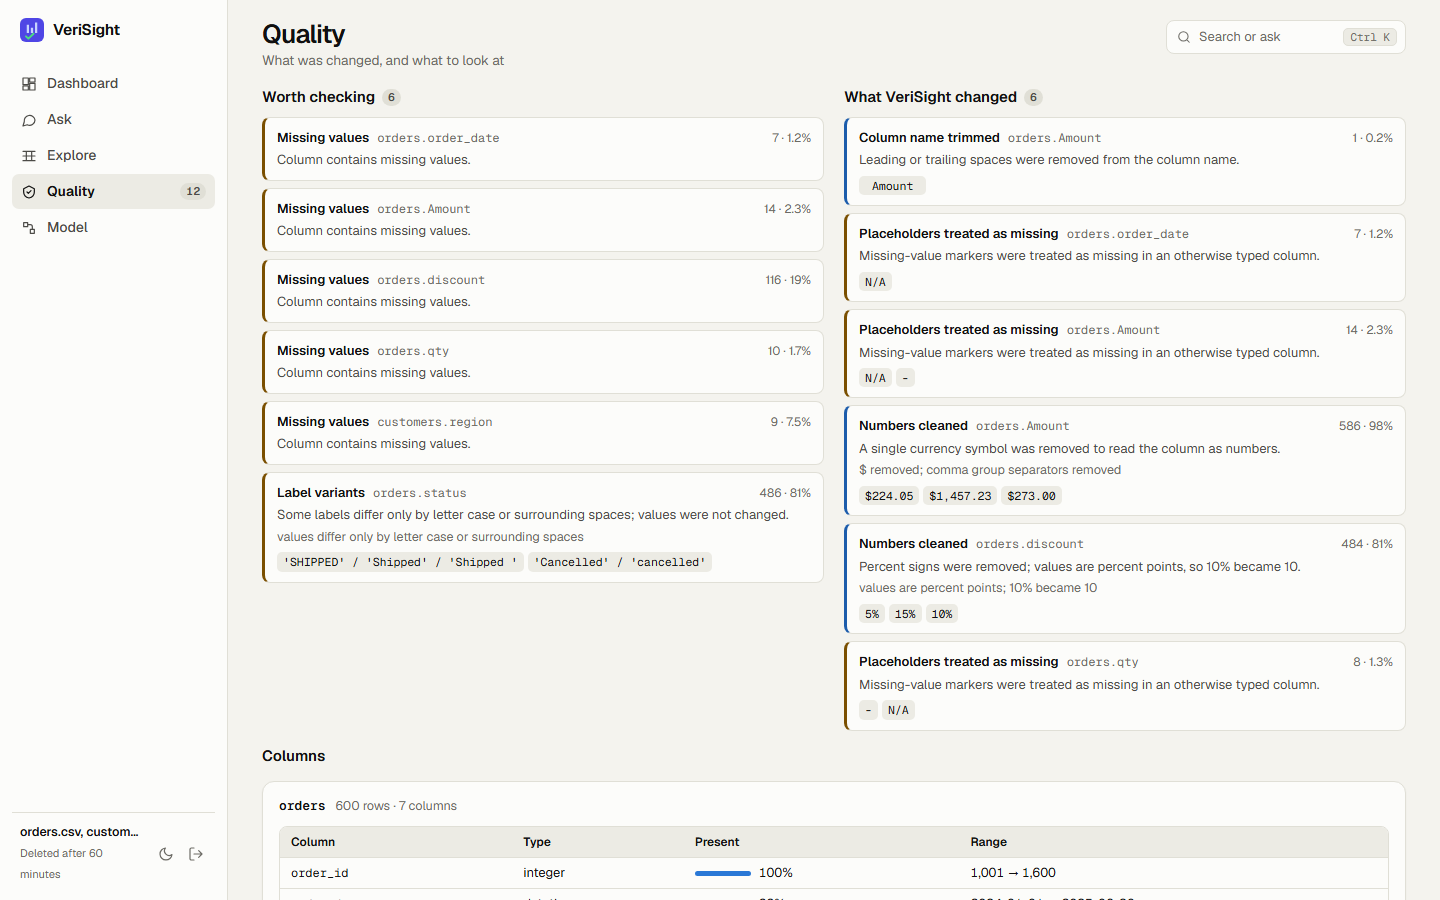 VeriSight
Dashboard
Ask
Explore
Quality 12
Model
orders.csv, custom...
Deleted after 60
minutes
Quality
What was changed, and what to look at
Search or ask Ctrl K
Worth checking 6
Missing values orders.order_date 7 · 1.2%
Column contains missing values.
Missing values orders.Amount 14 · 2.3%
Column contains missing values.
Missing values orders.discount 116 · 19%
Column contains missing values.
Missing values orders.qty 10 · 1.7%
Column contains missing values.
Missing values customers.region 9 · 7.5%
Column contains missing values.
Label variants orders.status 486 · 81%
Some labels differ only by letter case or surrounding spaces; values were not changed.
values differ only by letter case or surrounding spaces
'SHIPPED' / 'Shipped' / 'Shipped ' 'Cancelled' / 'cancelled'
What VeriSight changed 6
Column name trimmed orders.Amount 1 · 0.2%
Leading or trailing spaces were removed from the column name.
Amount
Placeholders treated as missing orders.order_date 7 · 1.2%
Missing-value markers were treated as missing in an otherwise typed column.
N/A
Placeholders treated as missing orders.Amount 14 · 2.3%
Missing-value markers were treated as missing in an otherwise typed column.
N/A -
Numbers cleaned orders.Amount 586 · 98%
A single currency symbol was removed to read the column as numbers.
$ removed; comma group separators removed
$224.05 $1,457.23 $273.00
Numbers cleaned orders.discount 484 · 81%
Percent signs were removed; values are percent points, so 10% became 10.
values are percent points; 10% became 10
5% 15% 10%
Placeholders treated as missing orders.qty 8 · 1.3%
Missing-value markers were treated as missing in an otherwise typed column.
- N/A
Columns
orders 600 rows · 7 columns
Column Type Present Range
order_id integer 100% 1,001 → 1,600